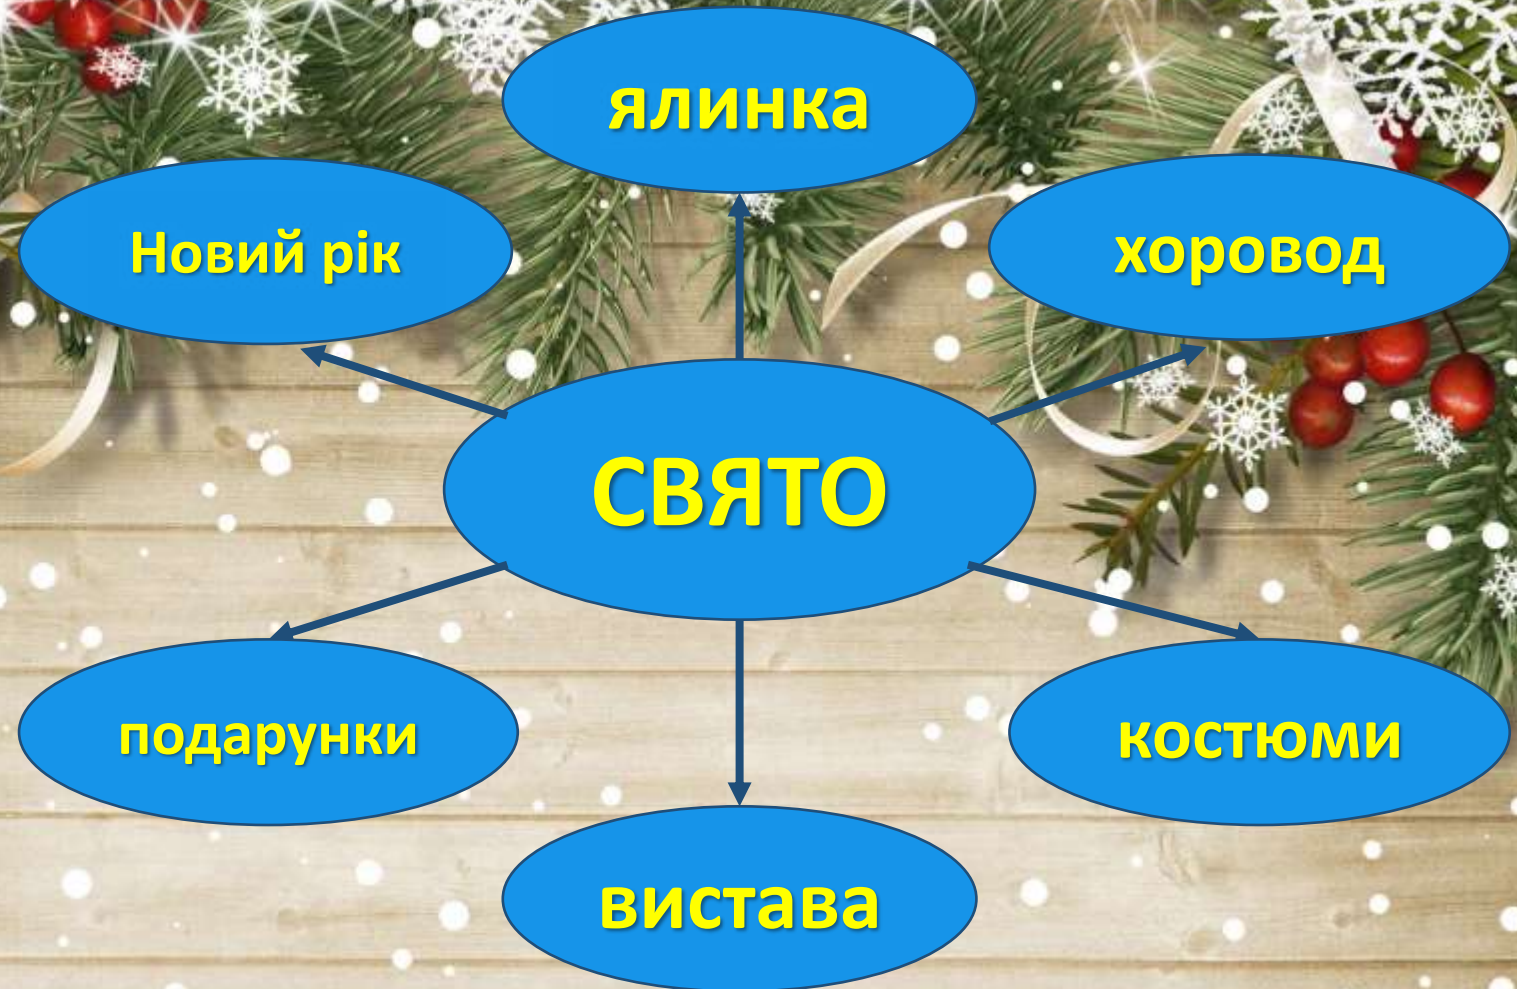 ялинка
Новий рік
хоровод
СВЯТО
подарунки
костюми
вистава